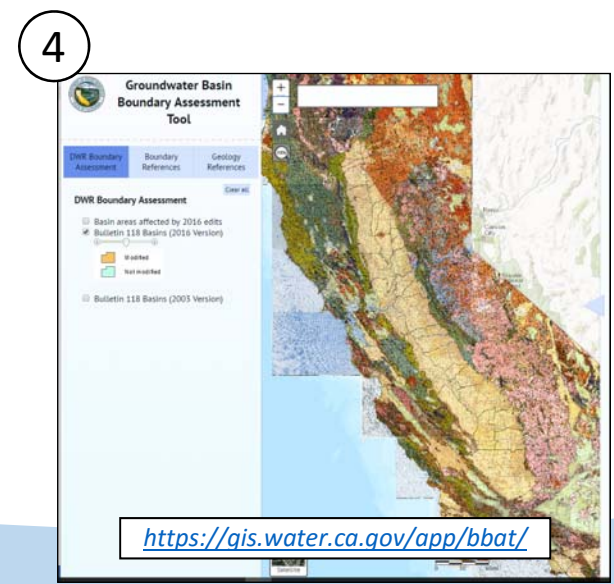 4
Groundwater Basin
Boundary Assessment
Tool
DWR Boundary
Assessment
Boundary
References
Geology
References
Clear all
DWR Boundary Assessment
Basin areas affected by 2016 edits
Bulletin 118 Basins (2016 Version)
Modified
Not modified
Bulletin 118 Basins (2003 Version)
+
−
https://gis.water.ca.gov/app/bbat/